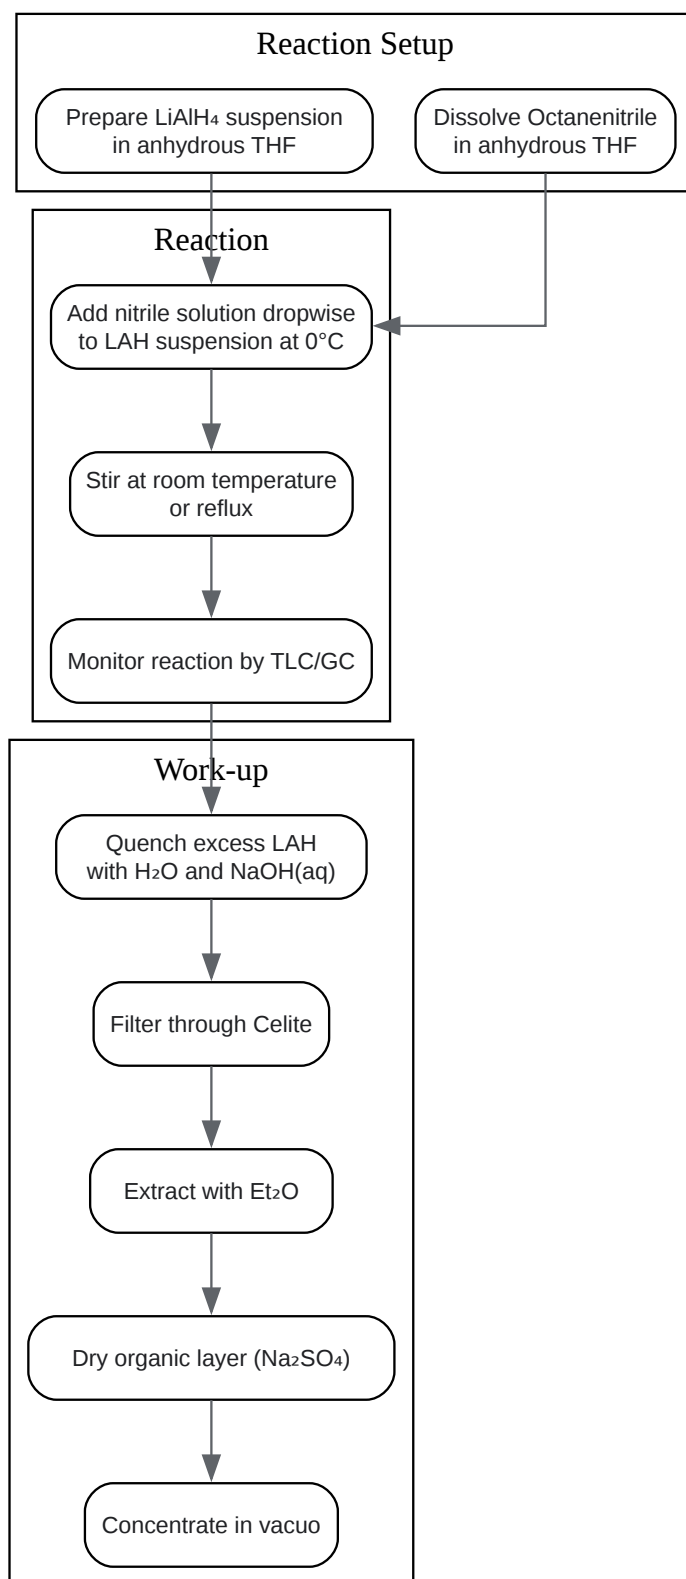 Reaction Setup
Prepare LiAlH₄ suspension
in anhydrous THF
Dissolve Octanenitrile
in anhydrous THF
Reaction
Add nitrile solution dropwise
to LAH suspension at 0°C
Stir at room temperature
or reflux
Monitor reaction by TLC/GC
Work-up
Quench excess LAH
with H₂O and NaOH(aq)
Filter through Celite
Extract with Et₂O
Dry organic layer (Na₂SO₄)
Concentrate in vacuo